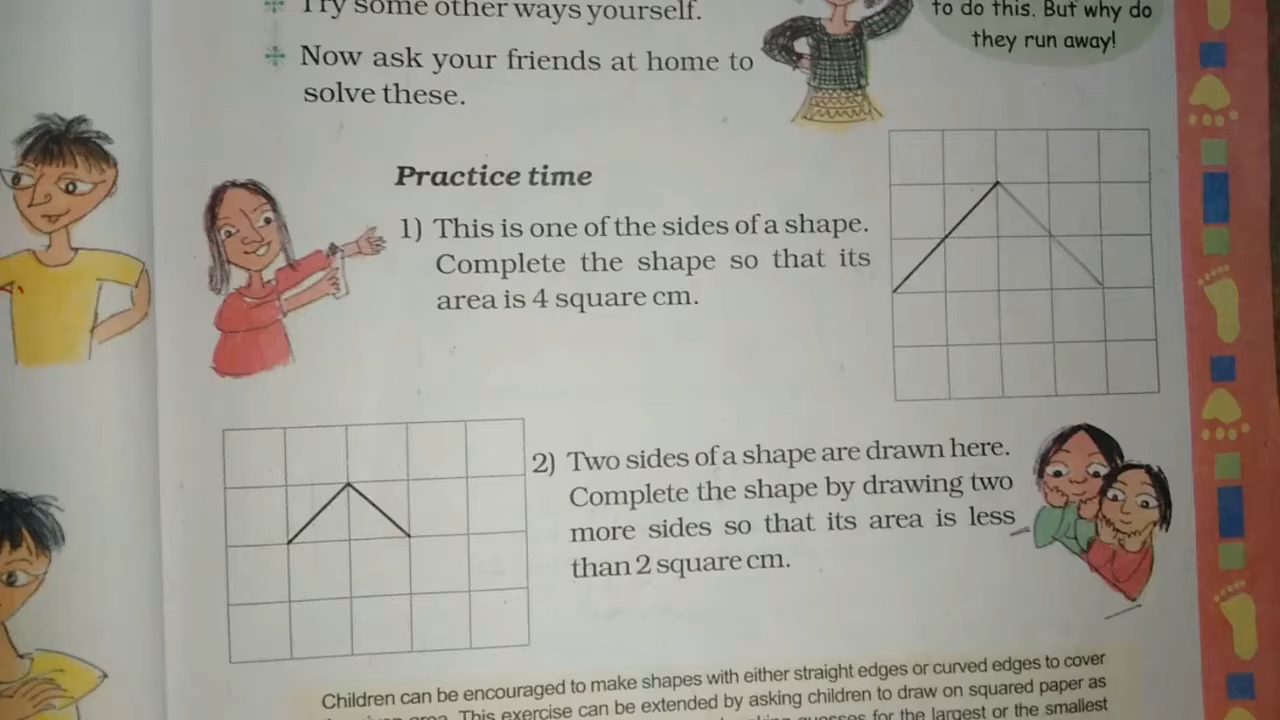 Try some other ways yourself.
to do this. But why do
they run away!
Now ask your friends at home to
solve these.
Practice time
1) This is one of the sides of a shape.
Complete the shape so that its
area is 4 square cm.
2) Two sides of a shape are drawn here.
Complete the shape by drawing two
more sides so that its area is less
than 2 square cm.
Children can be encouraged to make shapes with either straight edges or curved edges to cover
area. This exercise can be extended by asking children to draw on squared paper as
guesses for the largest or the smallest